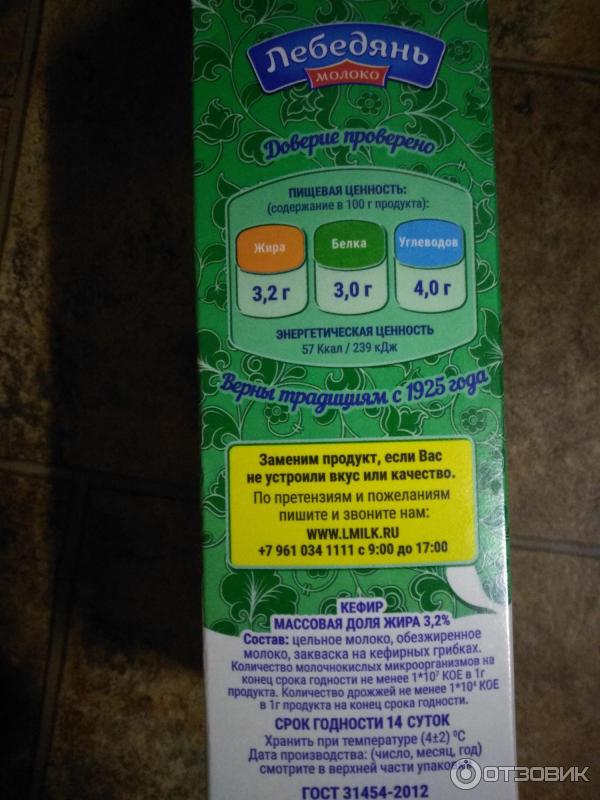 Лебедянь
МОЛОКО
Доверие проверено
ПИЩЕВАЯ ЦЕННОСТЬ:
(содержание в 100 г продукта):
Жира Белка Углеводов
3,2 г 3,0 г 4,0 г
ЭНЕРГЕТИЧЕСКАЯ ЦЕННОСТЬ
57 Ккал / 239 кДж
Верны традициям с 1925 года
Заменим продукт, если Вас
не устроили вкус или качество.
По претензиям и пожеланиям
пишите и звоните нам:
WWW.LMILK.RU
+7 961 034 1111 с 9:00 до 17:00
КЕФИР
МАССОВАЯ ДОЛЯ ЖИРА 3,2%
Состав: цельное молоко, обезжиренное
молоко, закваска на кефирных грибках.
Количество молочнокислых микроорганизмов на
конец срока годности не менее 1*10⁷ КОЕ в 1г
продукта. Количество дрожжей не менее 1*10⁴ КОЕ
в 1г продукта на конец срока годности.
СРОК ГОДНОСТИ 14 СУТОК
Хранить при температуре (4±2) ⁰С
Дата производства: (число, месяц, год)
смотрите в верхней части упаковки
ГОСТ 31454-2012
ОТЗОВИК